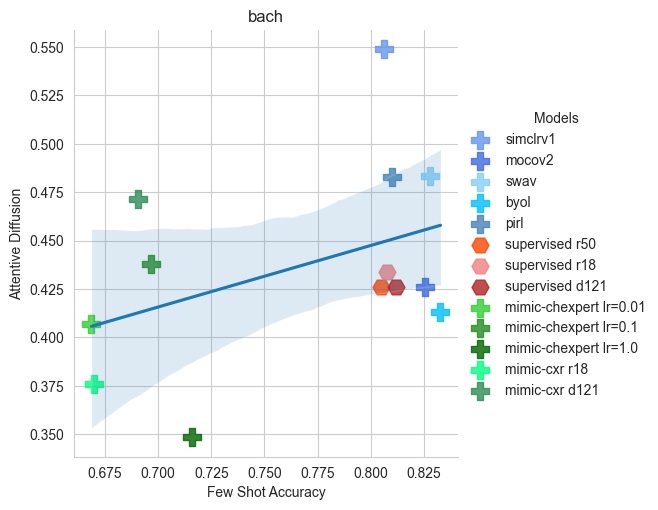 bach
0.550
0.525
0.500
0.475
0.450
0.425
0.400
0.375
0.350
Attentive Diffusion
0.675 0.700 0.725 0.750 0.775 0.800 0.825
Few Shot Accuracy
Models
simclrv1
mocov2
swav
byol
pirl
supervised r50
supervised r18
supervised d121
mimic-chexpert lr=0.01
mimic-chexpert lr=0.1
mimic-chexpert lr=1.0
mimic-cxr r18
mimic-cxr d121